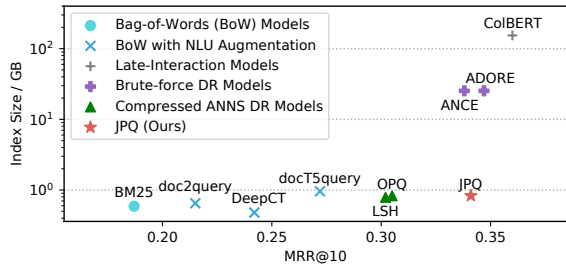 Bag-of-Words (BoW) Models
BoW with NLU Augmentation
Late-Interaction Models
Brute-force DR Models
Compressed ANNS DR Models
JPQ (Ours)
ColBERT
ADORE
ANCE
docT5query
doc2query
DeepCT
BM25
OPQ
LSH
JPQ
Index Size / GB
10²
10¹
10⁰
0.20 0.25 0.30 0.35
MRR@10